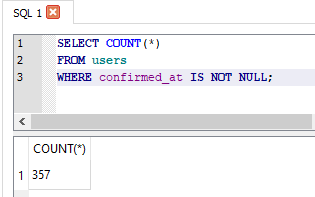 SQL 1
1 SELECT COUNT(*)
2 FROM users
3 WHERE confirmed_at IS NOT NULL;
COUNT(*)
1 357